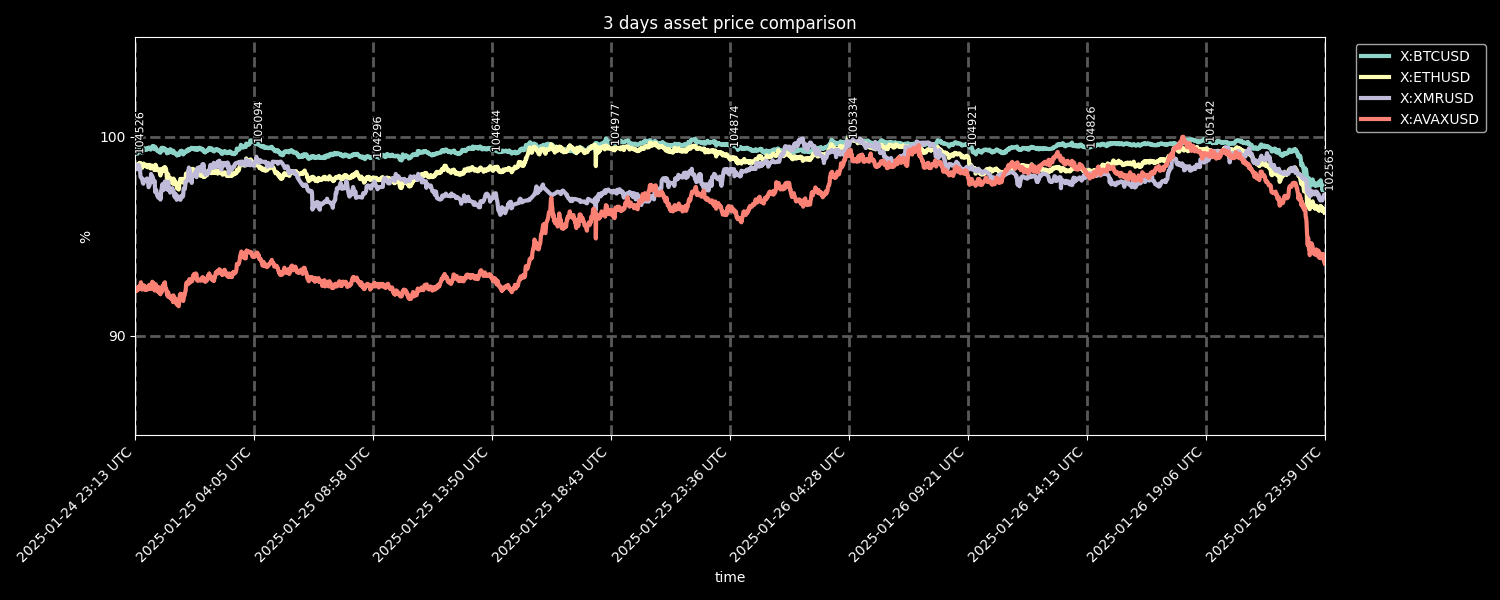 3 days asset price comparison
X:BTCUSD
X:ETHUSD
X:XMRUSD
X:AVAXUSD
104526
105094
104296
104644
104977
104874
105334
104921
104826
105142
102563
100
90
%
2025-01-24 23:13 UTC
2025-01-25 04:05 UTC
2025-01-25 08:58 UTC
2025-01-25 13:50 UTC
2025-01-25 18:43 UTC
2025-01-25 23:36 UTC
2025-01-26 04:28 UTC
2025-01-26 09:21 UTC
2025-01-26 14:13 UTC
2025-01-26 19:06 UTC
2025-01-26 23:59 UTC
time